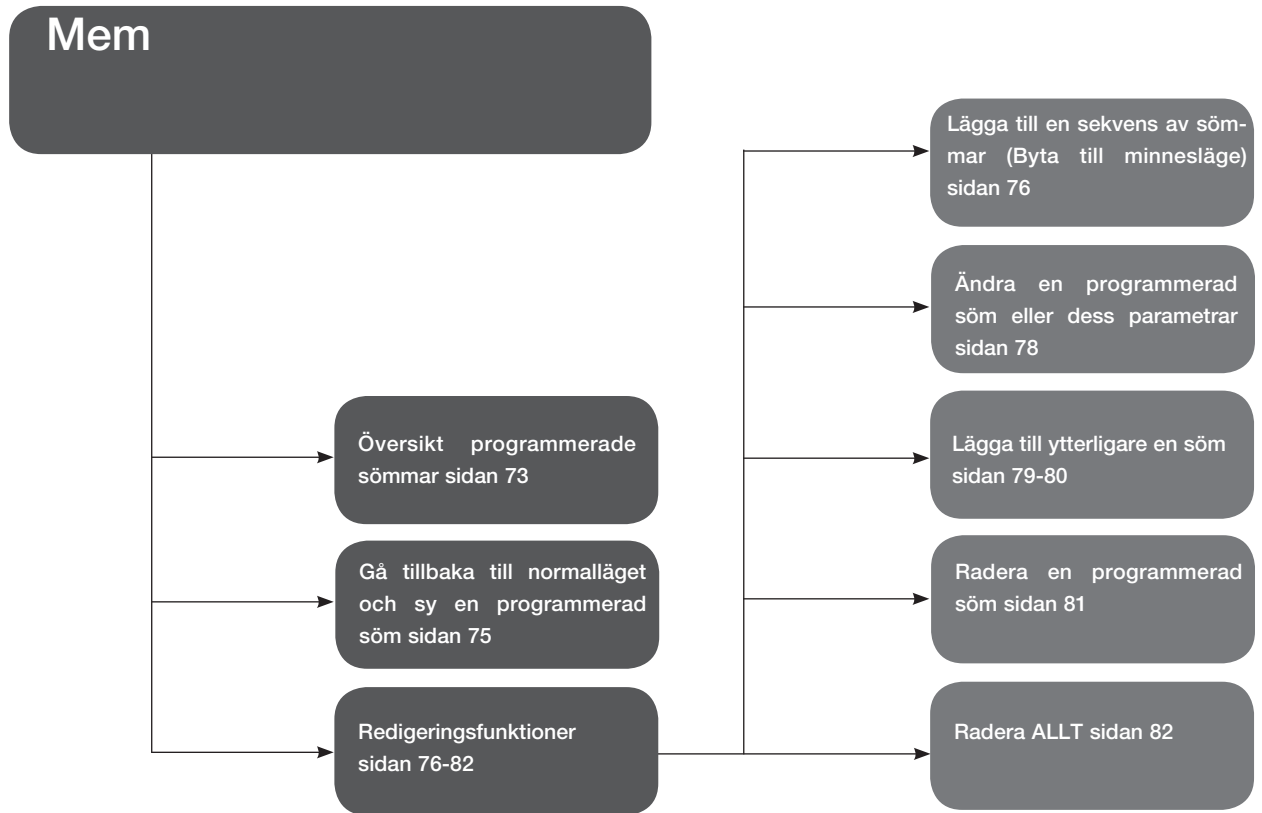 Mem
Översikt programmerade
sömmar sidan 73
Gå tillbaka till normalläget
och sy en programmerad
söm sidan 75
Redigeringsfunktioner
sidan 76-82
Lägga till en sekvens av söm-
mar (Byta till minnesläge)
sidan 76
Ändra en programmerad
söm eller dess parametrar
sidan 78
Lägga till ytterligare en söm
sidan 79-80
Radera en programmerad
söm sidan 81
Radera ALLT sidan 82